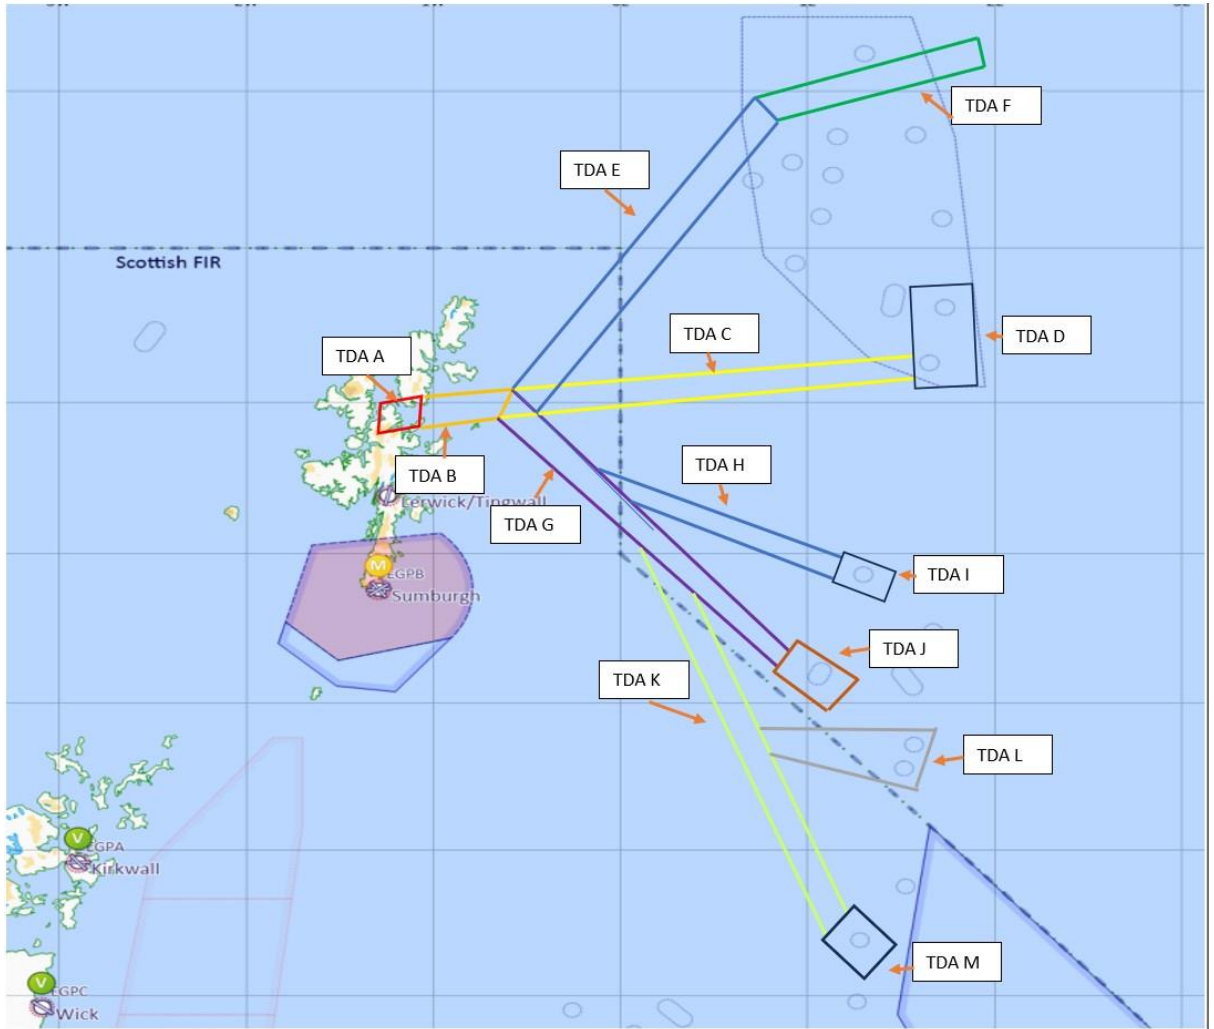 TDA F
TDA E
Scottish FIR
TDA C
TDA D
TDA A
TDA H
TDA B
Lerwick/Tingwall
TDA G
M
EGPB
TDA I
Sumburgh
TDA J
TDA K
TDA L
V
EGPA
Kirkwall
TDA M
V
EGPC
Wick